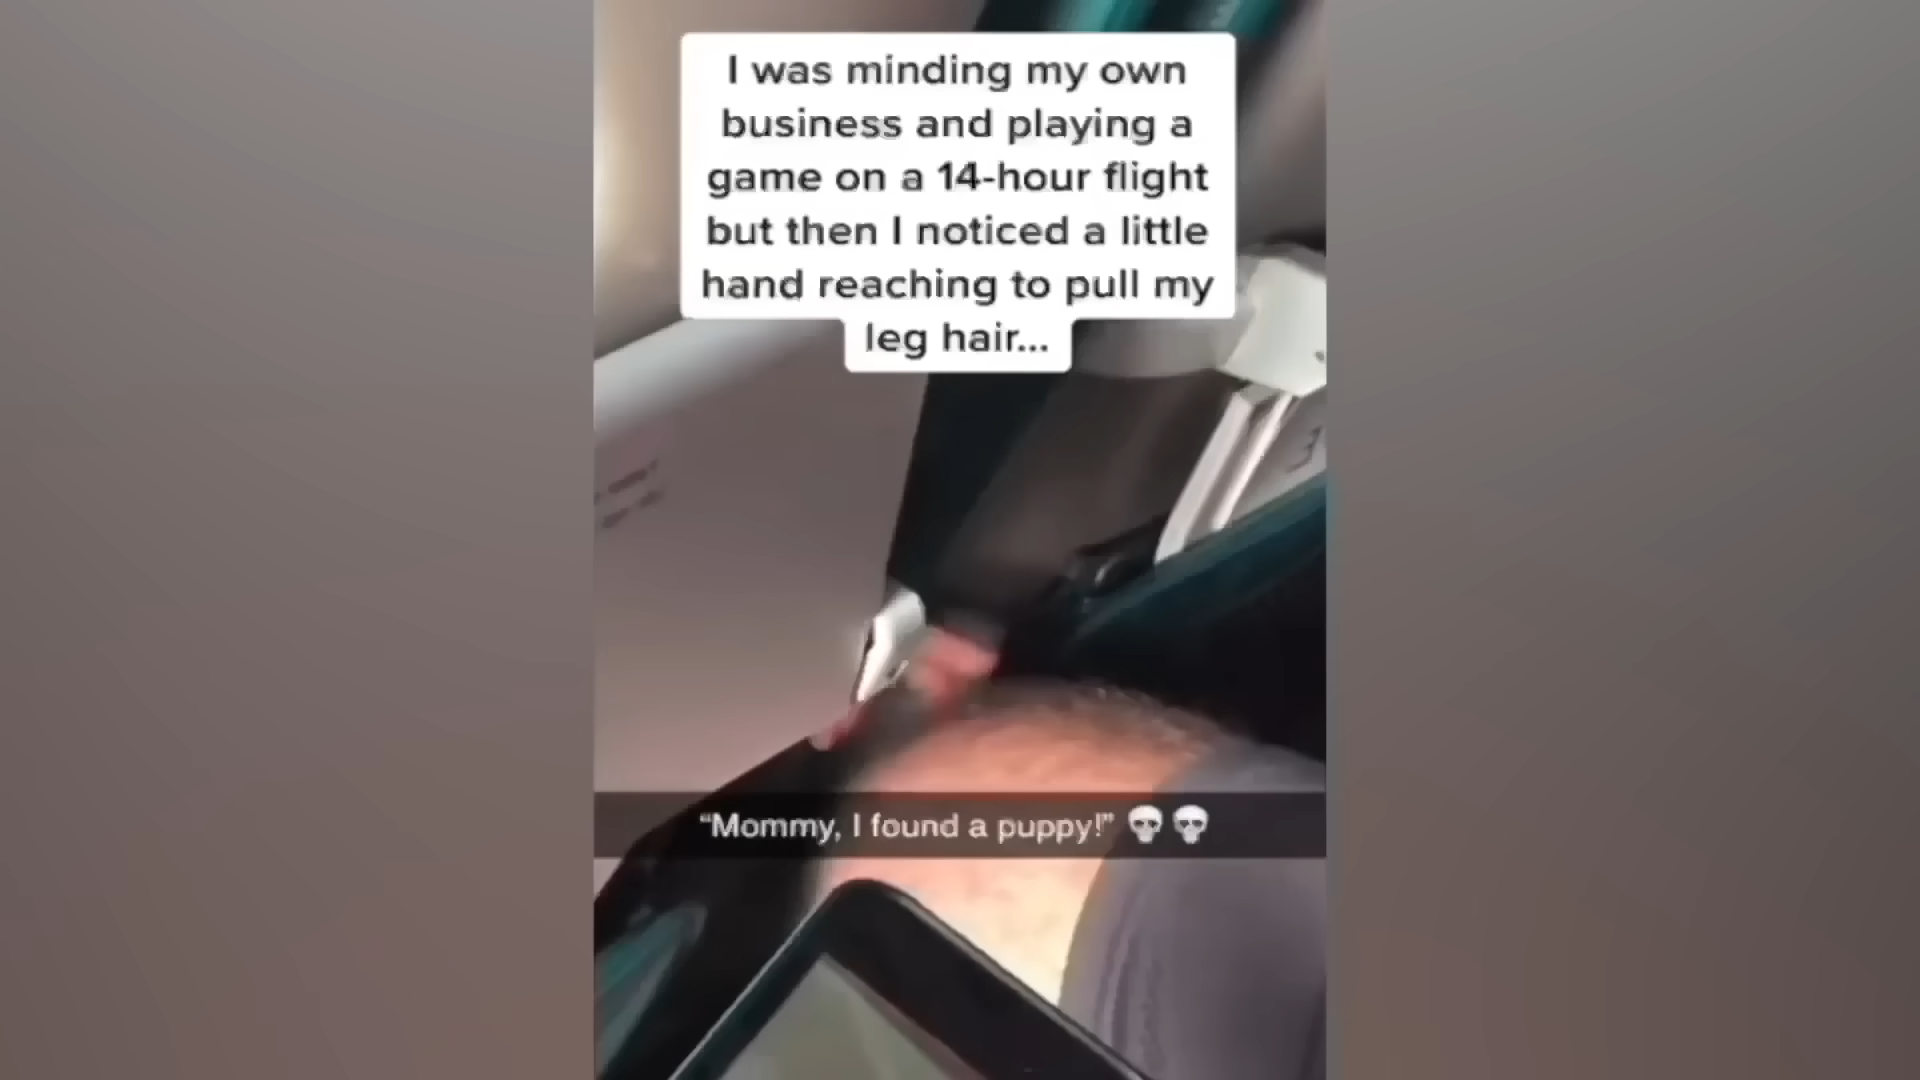 I was minding my own
business and playing a
game on a 14-hour flight
but then I noticed a little
hand reaching to pull my
leg hair...
“Mommy, I found a puppy!” 💀💀